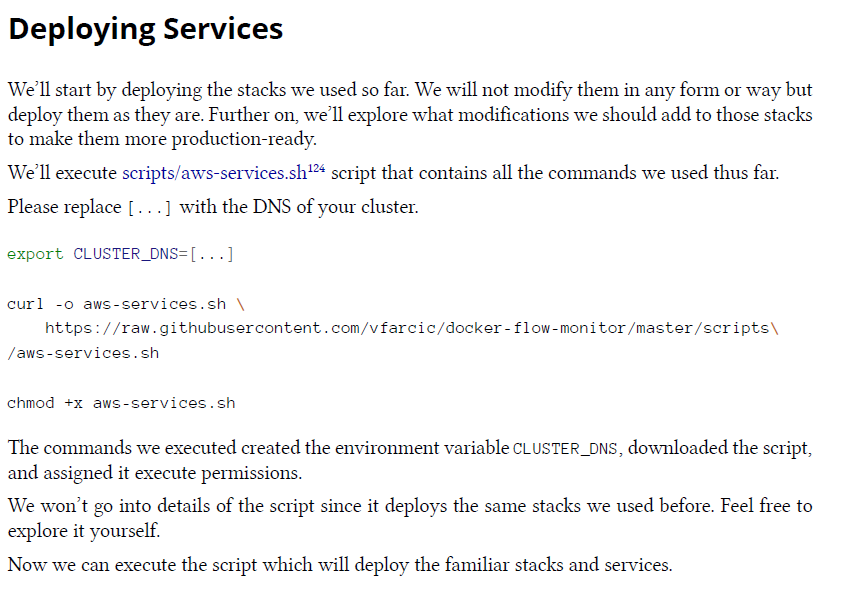 Deploying Services
We’ll start by deploying the stacks we used so far. We will not modify them in any form or way but
deploy them as they are. Further on, we’ll explore what modifications we should add to those stacks
to make them more production-ready.
We’ll execute scripts/aws-services.sh¹²⁴ script that contains all the commands we used thus far.
Please replace [...] with the DNS of your cluster.
export CLUSTER_DNS=[...]
curl -o aws-services.sh \
    https://raw.githubusercontent.com/vfarcic/docker-flow-monitor/master/scripts\
/aws-services.sh
chmod +x aws-services.sh
The commands we executed created the environment variable CLUSTER_DNS, downloaded the script,
and assigned it execute permissions.
We won’t go into details of the script since it deploys the same stacks we used before. Feel free to
explore it yourself.
Now we can execute the script which will deploy the familiar stacks and services.